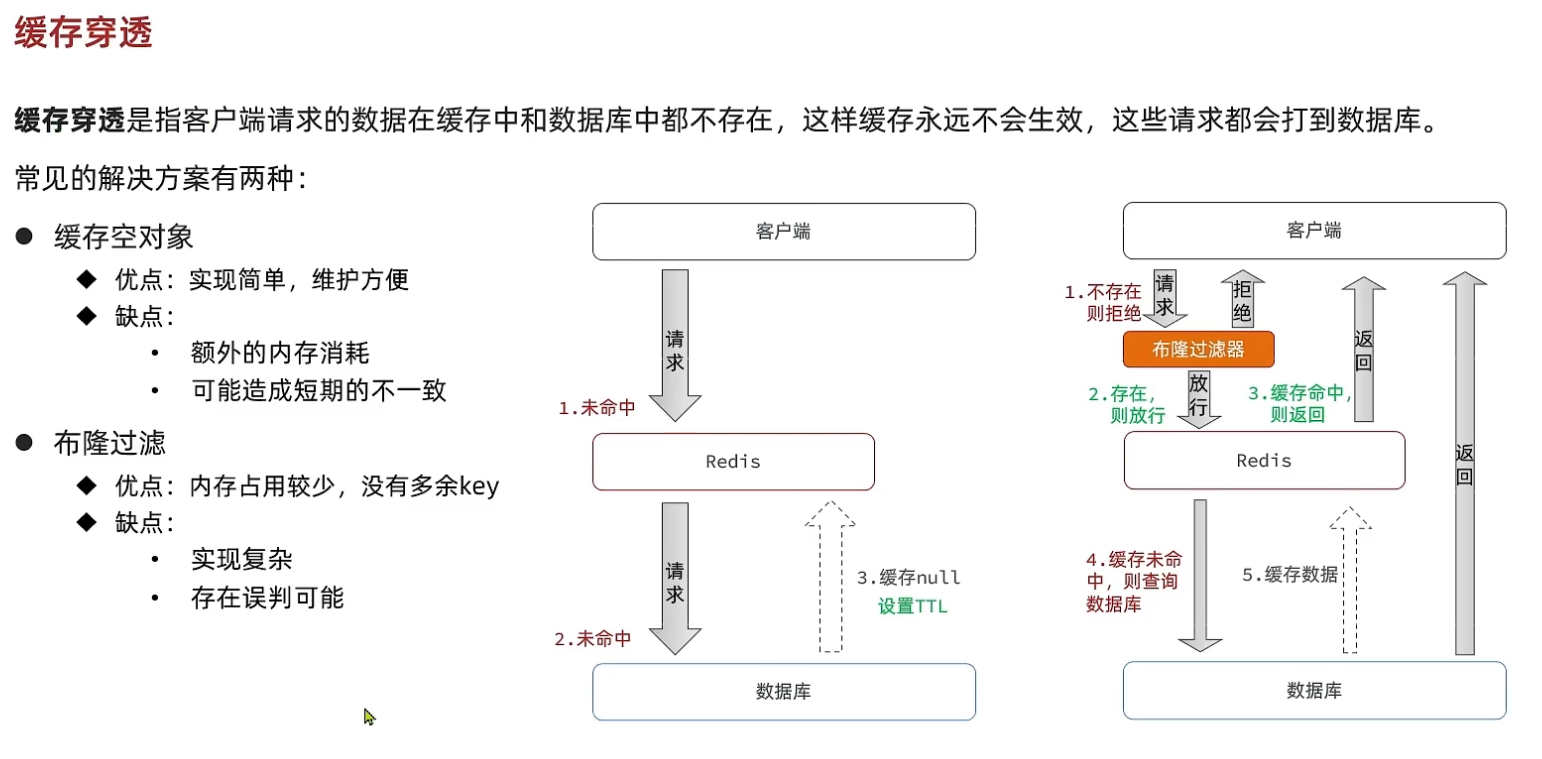 缓存穿透
缓存穿透是指客户端请求的数据在缓存中和数据库中都不存在，这样缓存永远不会生效，这些请求都会打到数据库。
常见的解决方案有两种：
● 缓存空对象
◆ 优点：实现简单，维护方便
◆ 缺点：
• 额外的内存消耗
• 可能造成短期的不一致
● 布隆过滤
◆ 优点：内存占用较少，没有多余key
◆ 缺点：
• 实现复杂
• 存在误判可能
客户端
请求
1.未命中
Redis
请求
2.未命中
3.缓存null
设置TTL
数据库
客户端
1.不存在
则拒绝
请求
拒绝
布隆过滤器
2.存在，
则放行
放行
3.缓存命中，
则返回
返回
Redis
返回
4.缓存未命
中，则查询
数据库
5.缓存数据
数据库